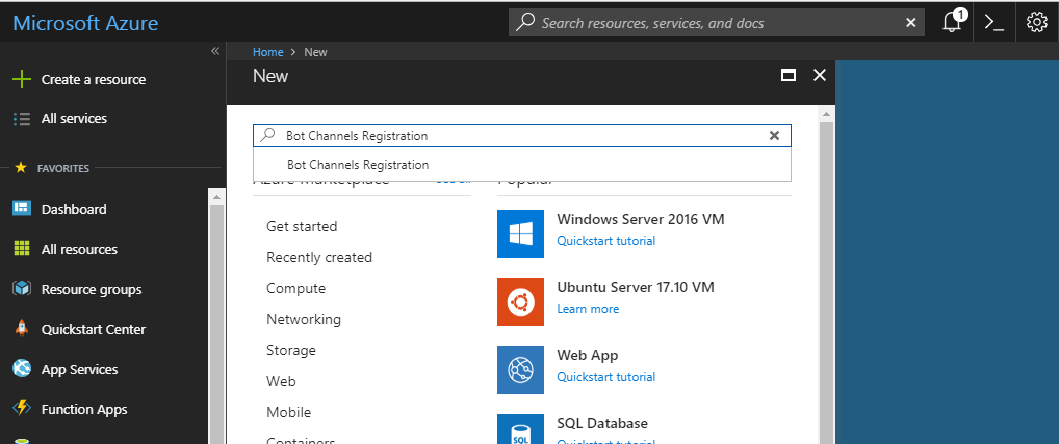 Microsoft Azure
Search resources, services, and docs
1
Home > New
New
Create a resource
All services
FAVORITES
Dashboard
All resources
Resource groups
Quickstart Center
App Services
Function Apps
Bot Channels Registration
Bot Channels Registration
Azure Marketplace
See all
Popular
Get started
Recently created
Compute
Networking
Storage
Web
Mobile
Containers
Windows Server 2016 VM
Quickstart tutorial
Ubuntu Server 17.10 VM
Learn more
Web App
Quickstart tutorial
SQL Database
SQL
Quickstart tutorial